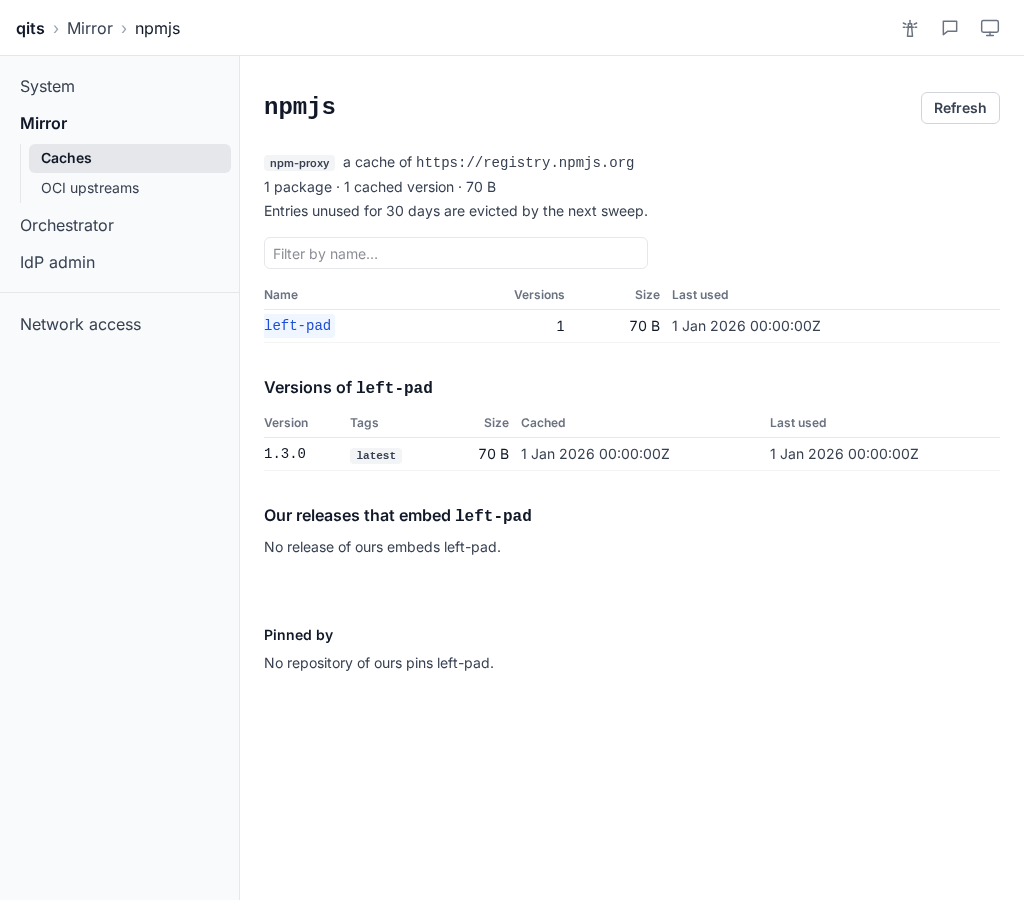 qits › Mirror › npmjs
System
Mirror
Caches
OCI upstreams
Orchestrator
IdP admin
Network access
npmjs
Refresh
npm-proxy a cache of https://registry.npmjs.org
1 package · 1 cached version · 70 B
Entries unused for 30 days are evicted by the next sweep.
Filter by name...
Name Versions Size Last used
left-pad 1 70 B 1 Jan 2026 00:00:00Z
Versions of left-pad
Version Tags Size Cached Last used
1.3.0 latest 70 B 1 Jan 2026 00:00:00Z 1 Jan 2026 00:00:00Z
Our releases that embed left-pad
No release of ours embeds left-pad.
Pinned by
No repository of ours pins left-pad.